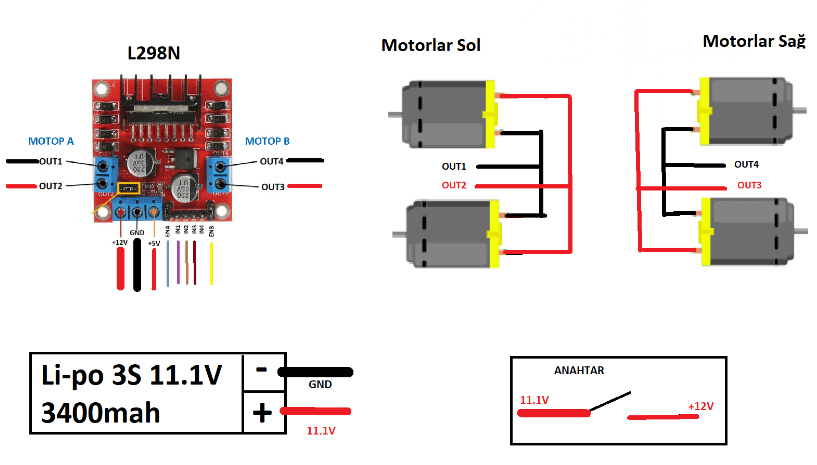 L298N
Motorlar Sol
Motorlar Sağ
MOTOP A
MOTOP B
OUT1
OUT2
OUT4
OUT3
GND
+12V
+5V
ENA
IN1
IN2
IN3
IN4
ENB
OUT1
OUT2
OUT4
OUT3
Li-po 3S 11.1V
3400mah
-
+
GND
11.1V
ANAHTAR
11.1V
+12V